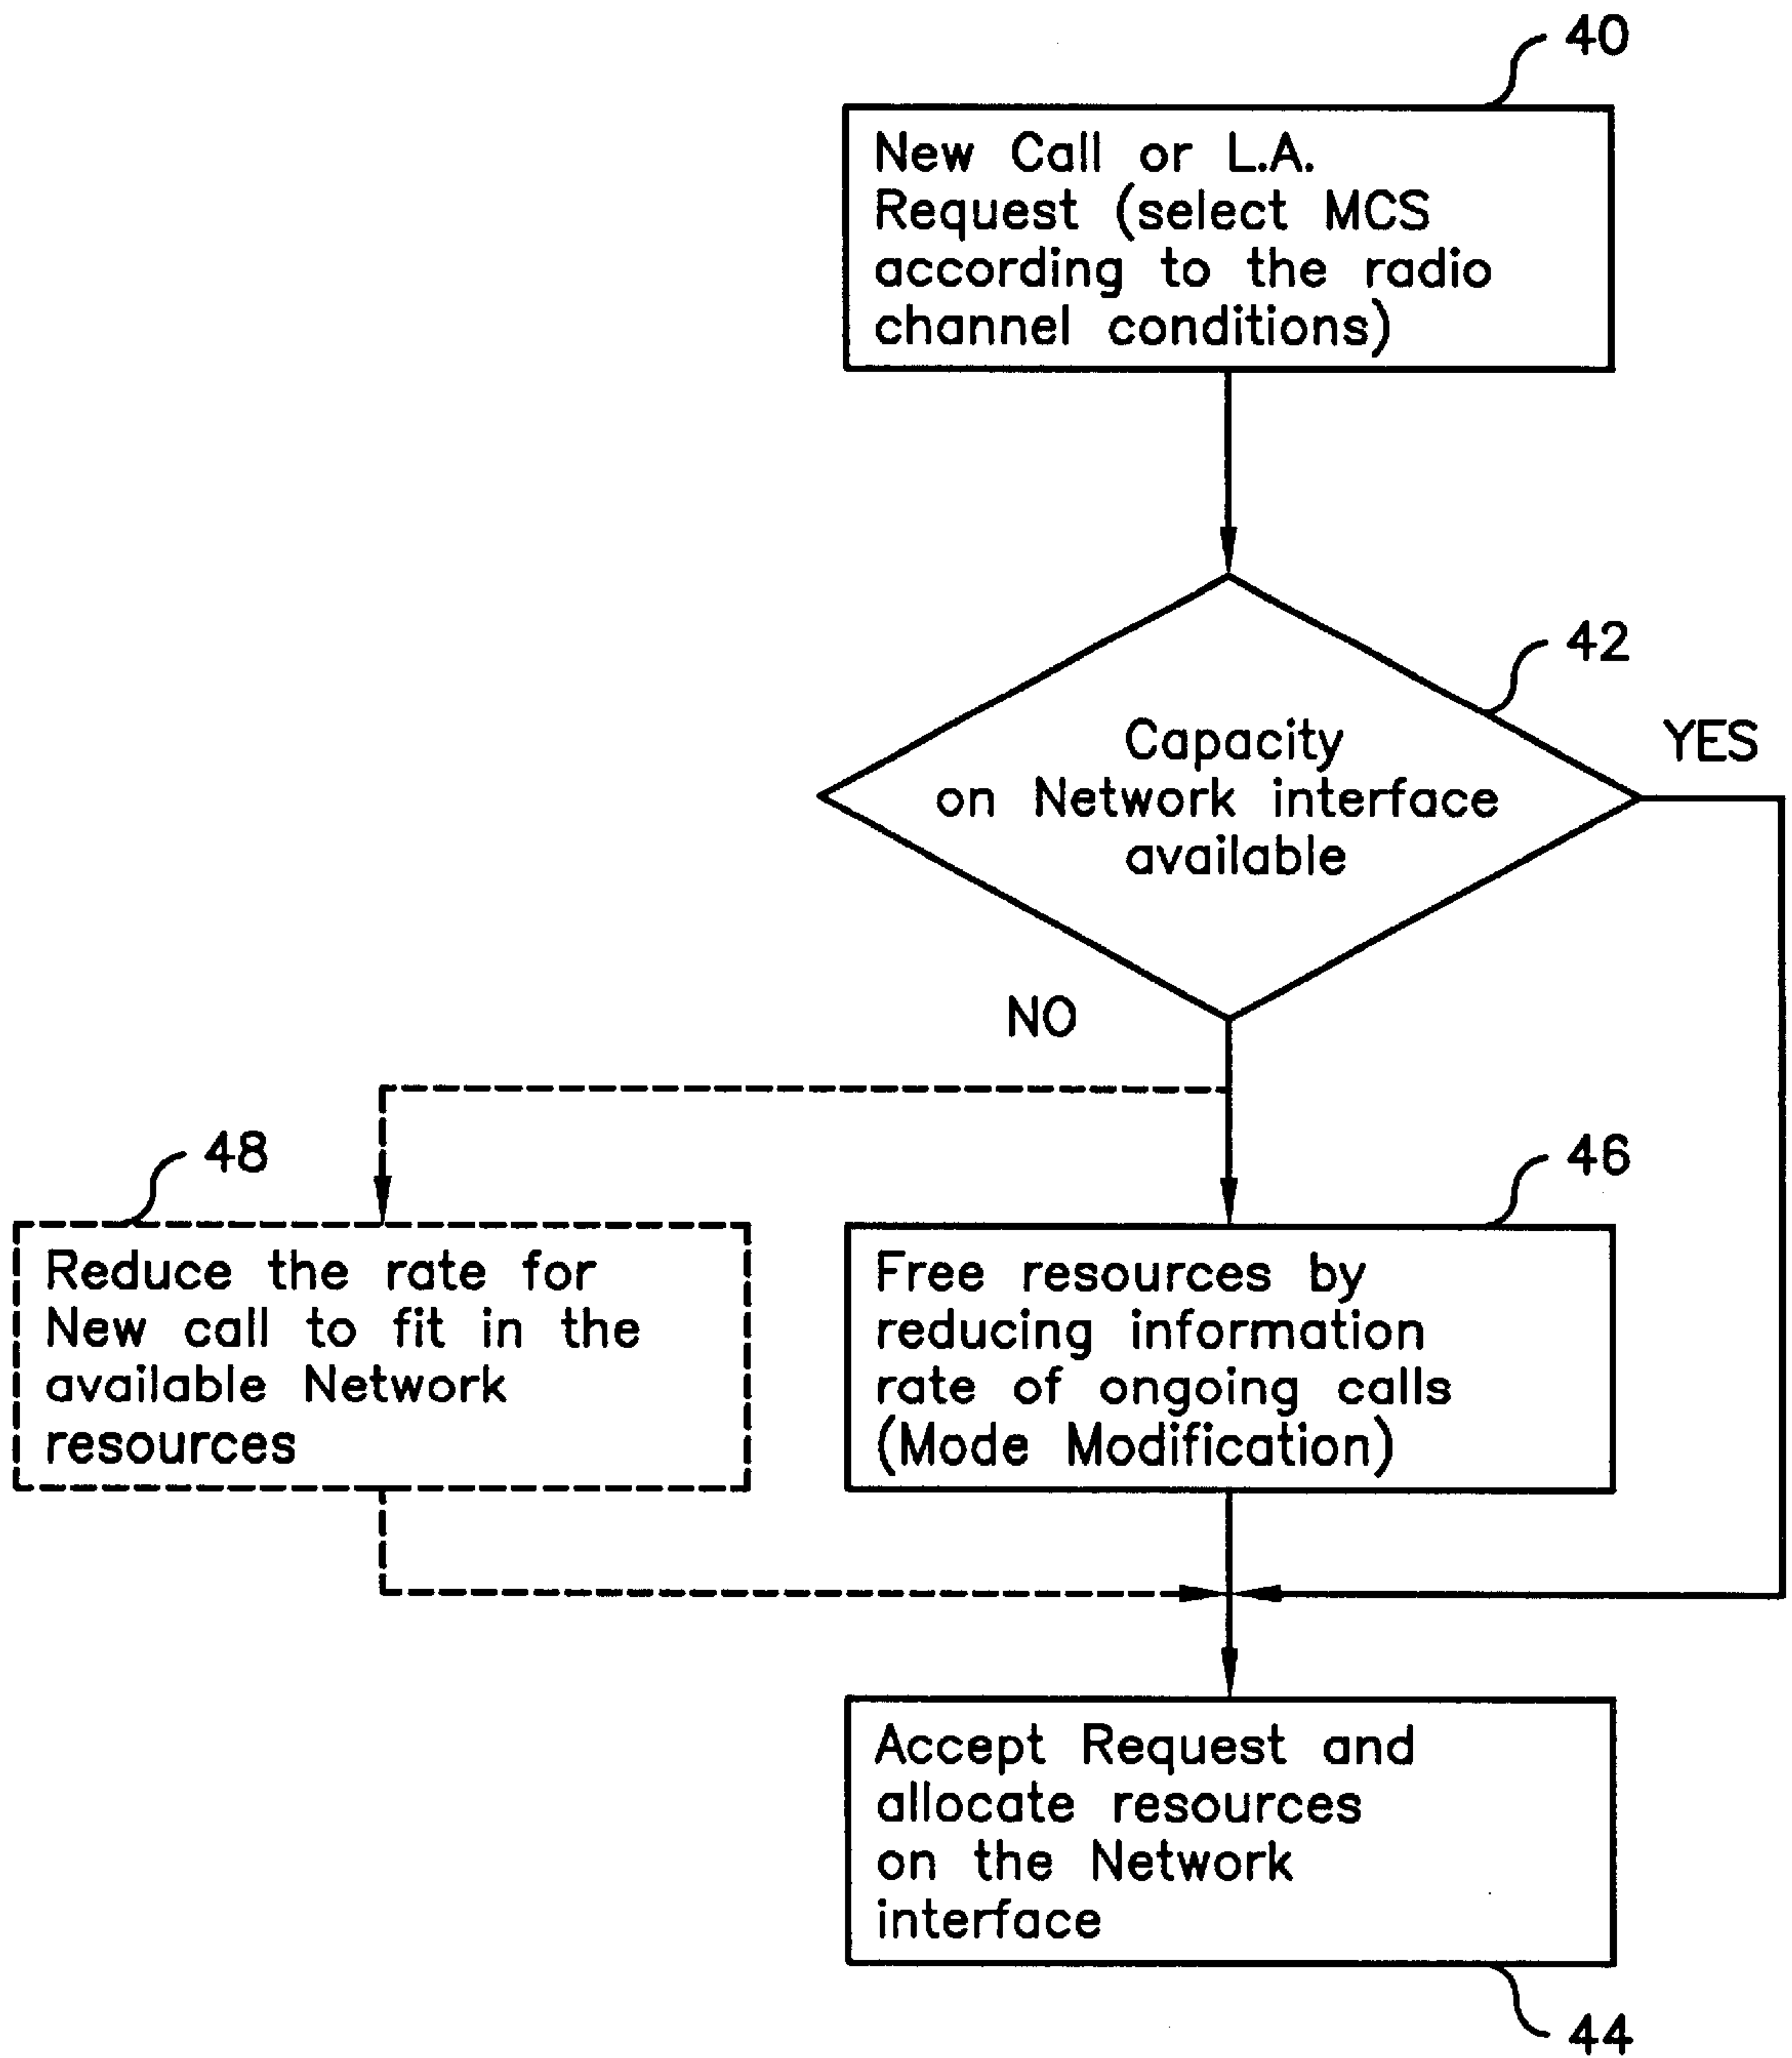 40
New Call or L.A.
Request (select MCS
according to the radio
channel conditions)
42
YES
Capacity
on Network interface
available
NO
48
Reduce the rate for
New call to fit in the
available Network
resources
46
Free resources by
reducing information
rate of ongoing calls
(Mode Modification)
Accept Request and
allocate resources
on the Network
interface
44